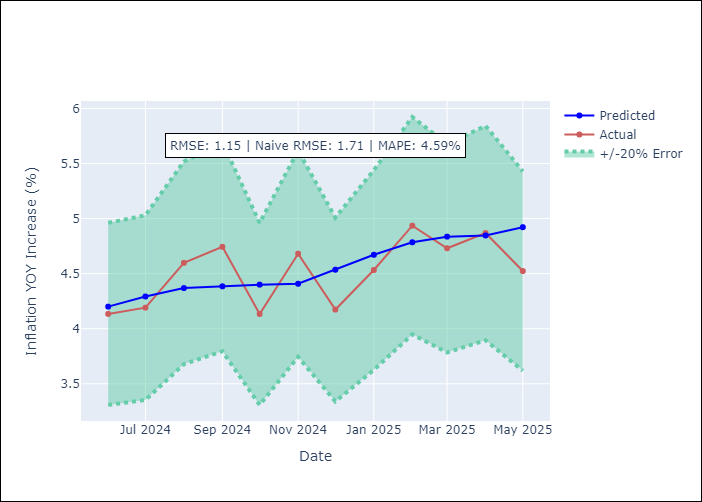 RMSE: 1.15 | Naive RMSE: 1.71 | MAPE: 4.59%
Predicted
Actual
+/-20% Error
Inflation YOY Increase (%)
6
5.5
5
4.5
4
3.5
Jul 2024
Sep 2024
Nov 2024
Jan 2025
Mar 2025
May 2025
Date